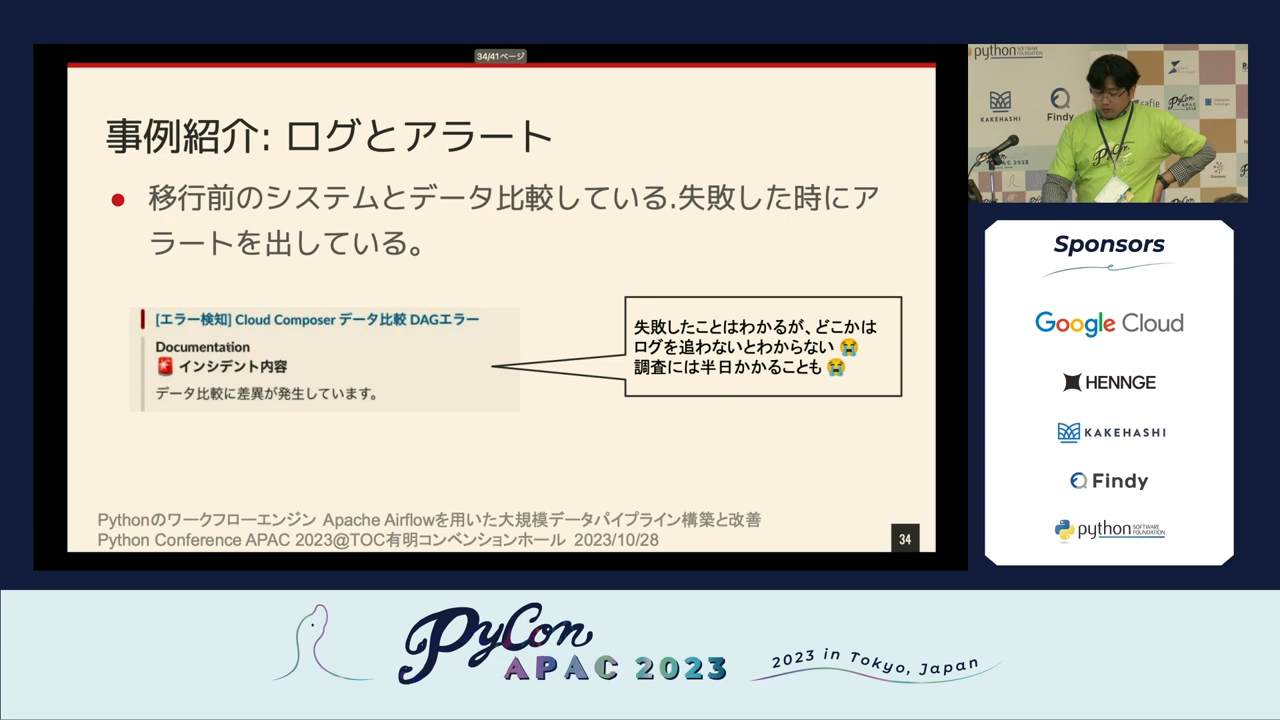 34/41ページ
事例紹介: ログとアラート
● 移行前のシステムとデータ比較している.失敗した時にア
ラートを出している。
[エラー検知] Cloud Composer データ比較 DAGエラー
Documentation
🚨 インシデント内容
データ比較に差異が発生しています。
失敗したことはわかるが、どこかは
ログを追わないとわからない 😭
調査には半日かかることも 😭
Pythonのワークフローエンジン Apache Airflowを用いた大規模データパイプライン構築と改善
Python Conference APAC 2023@TOC有明コンベンションホール 2023/10/28
34
python SOFTWARE FOUNDATION
KAKEHASHI
Findy
safie
PyCon APAC 2023
Sponsors
Google Cloud
HENNGE
KAKEHASHI
Findy
python SOFTWARE FOUNDATION
PyCon
APAC 2023
2023 in Tokyo, Japan